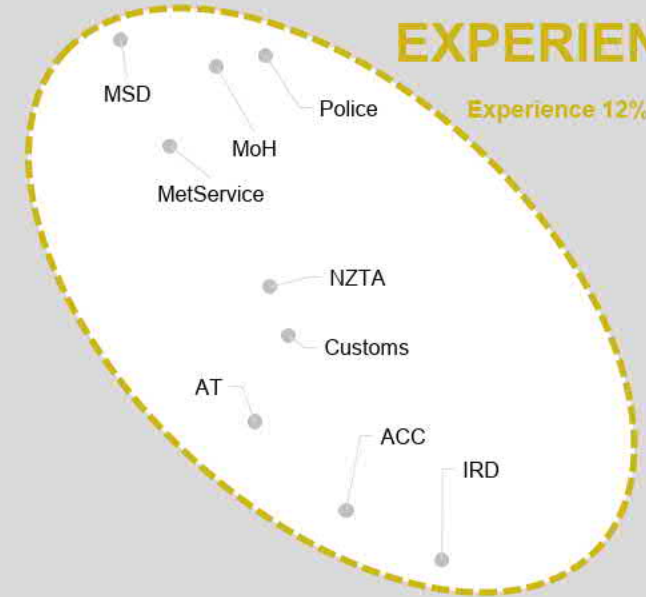 EXPERIEN
Experience 12%
MSD
Police
MoH
MetService
NZTA
Customs
AT
ACC
IRD